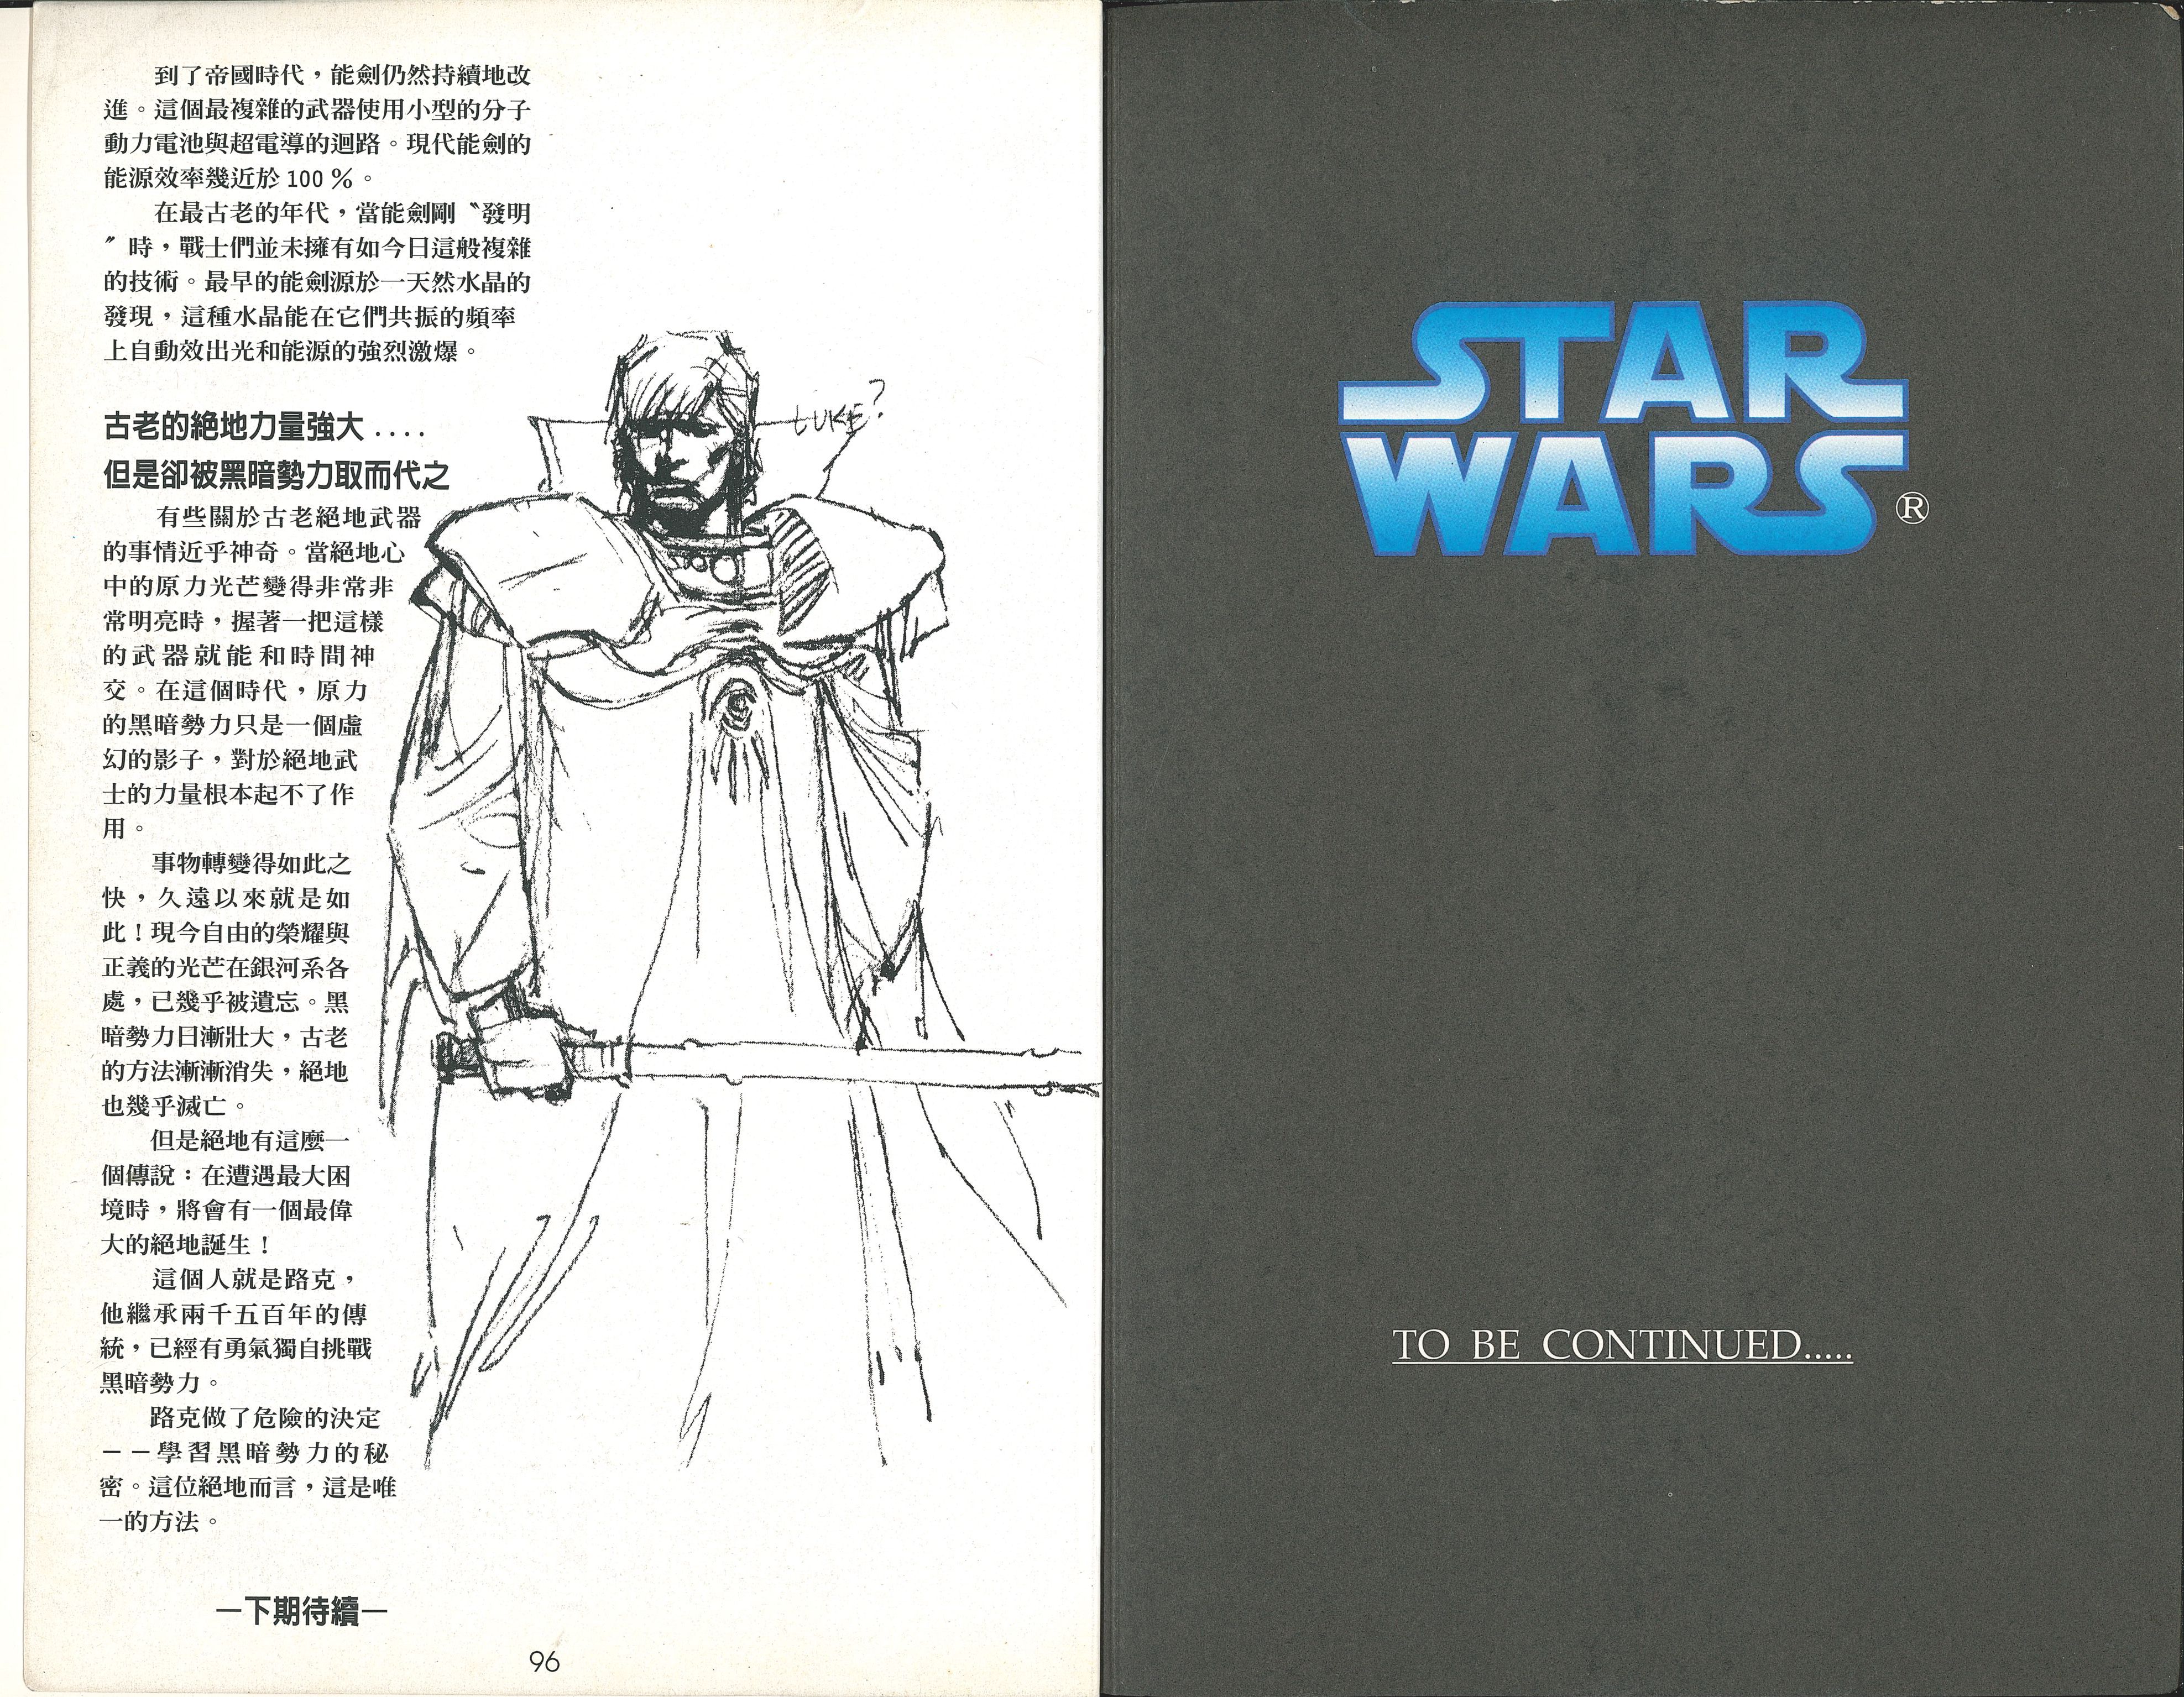 到了帝國時代，能劍仍然持續地改
進。這個最複雜的武器使用小型的分子
動力電池與超電導的迴路。現代能劍的
能源效率幾近於 100 %。
在最古老的年代，當能劍剛〝發明
〞時，戰士們並未擁有如今日這般複雜
的技術。最早的能劍源於一天然水晶的
發現，這種水晶能在它們共振的頻率
上自動效出光和能源的強烈激爆。
古老的絕地力量強大 . . . .
但是卻被黑暗勢力取而代之
有些關於古老絕地武器
的事情近乎神奇。當絕地心
中的原力光芒變得非常非
常明亮時，握著一把這樣
的武器就能和時間神
交。在這個時代，原力
的黑暗勢力只是一個虛
幻的影子，對於絕地武
士的力量根本起不了作
用。
事物轉變得如此之
快，久遠以來就是如
此！現今自由的榮耀與
正義的光芒在銀河系各
處，已幾乎被遺忘。黑
暗勢力日漸壯大，古老
的方法漸漸消失，絕地
也幾乎滅亡。
但是絕地有這麼一
個傳說：在遭遇最大困
境時，將會有一個最偉
大的絕地誕生！
這個人就是路克，
他繼承兩千五百年的傳
統，已經有勇氣獨自挑戰
黑暗勢力。
路克做了危險的決定
－－學習黑暗勢力的秘
密。這位絕地而言，這是唯
一的方法。
—下期待續—
96
LUKE?
STAR
WARS®
TO BE CONTINUED.....